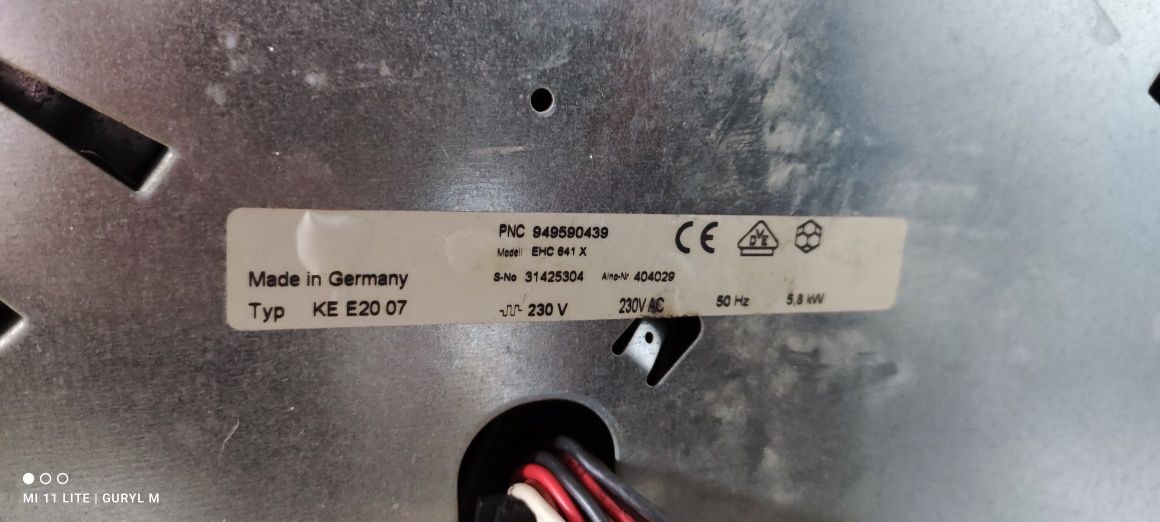 PNC 949590439
Modell EHC 641 X
Made in Germany S-No 31425304 Alno-Nr 404029
Typ KE E20 07 230 V 230V AC 50 Hz 5,8 kW
MI 11 LITE | GURYL M